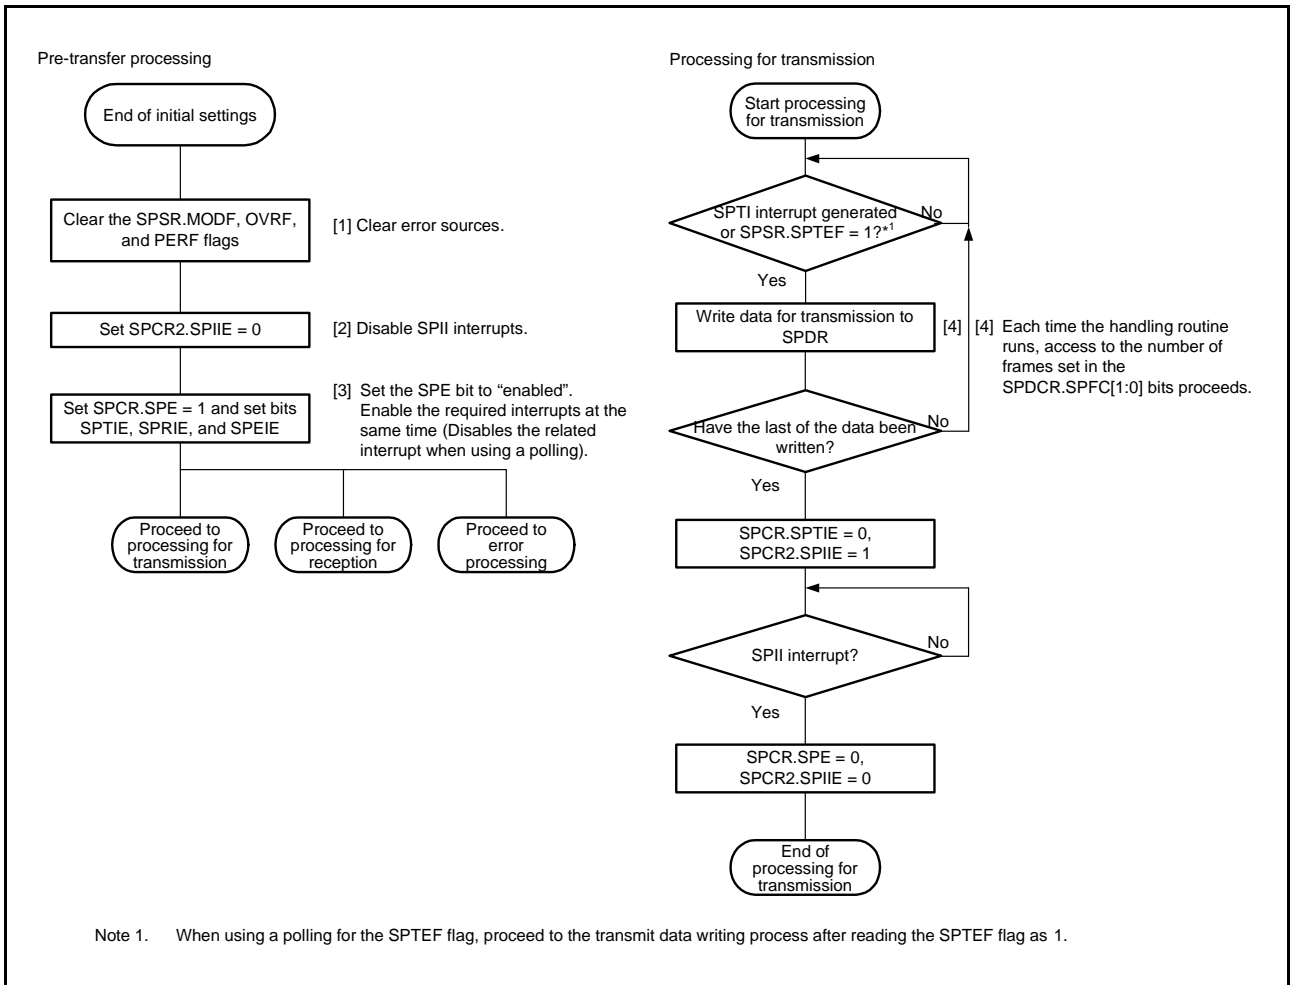 Pre-transfer processing
End of initial settings
Clear the SPSR.MODF, OVRF,
and PERF flags
[1] Clear error sources.
Set SPCR2.SPIIE = 0
[2] Disable SPII interrupts.
Set SPCR.SPE = 1 and set bits
SPTIE, SPRIE, and SPEIE
[3] Set the SPE bit to “enabled”.
Enable the required interrupts at the
same time (Disables the related
interrupt when using a polling).
Proceed to
processing for
transmission
Proceed to
processing for
reception
Proceed to
error
processing
Processing for transmission
Start processing
for transmission
SPTI interrupt generated
or SPSR.SPTEF = 1?*1
No
Yes
Write data for transmission to
SPDR
[4]
[4] Each time the handling routine
runs, access to the number of
frames set in the
SPDCR.SPFC[1:0] bits proceeds.
Have the last of the data been
written?
No
Yes
SPCR.SPTIE = 0,
SPCR2.SPIIE = 1
SPII interrupt?
No
Yes
SPCR.SPE = 0,
SPCR2.SPIIE = 0
End of
processing for
transmission
Note 1. When using a polling for the SPTEF flag, proceed to the transmit data writing process after reading the SPTEF flag as 1.